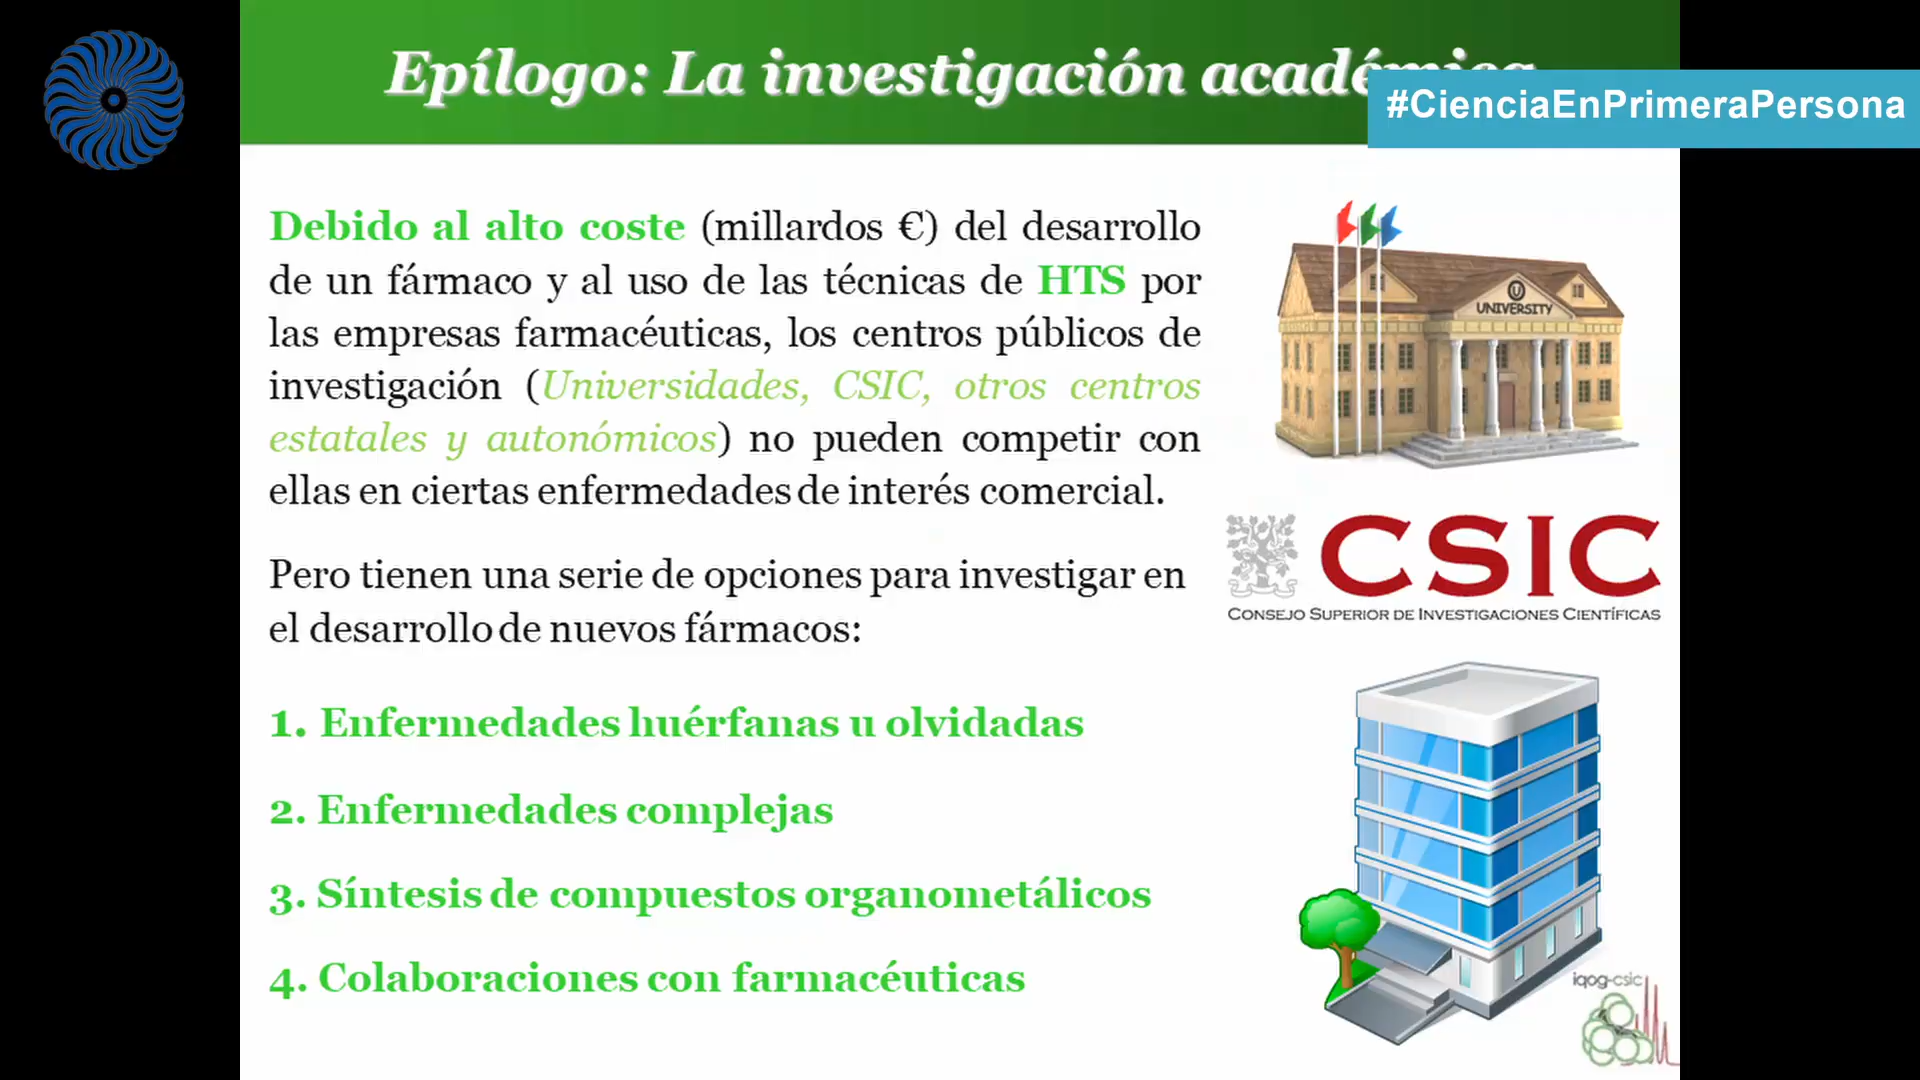 Epílogo: La investigación académica
#CienciaEnPrimeraPersona
Debido al alto coste (millardos €) del desarrollo
de un fármaco y al uso de las técnicas de HTS por
las empresas farmacéuticas, los centros públicos de
investigación (Universidades, CSIC, otros centros
estatales y autonómicos) no pueden competir con
ellas en ciertas enfermedades de interés comercial.
Pero tienen una serie de opciones para investigar en
el desarrollo de nuevos fármacos:
1. Enfermedades huérfanas u olvidadas
2. Enfermedades complejas
3. Síntesis de compuestos organometálicos
4. Colaboraciones con farmacéuticas
U
UNIVERSITY
CSIC
CONSEJO SUPERIOR DE INVESTIGACIONES CIENTÍFICAS
iqog-csic